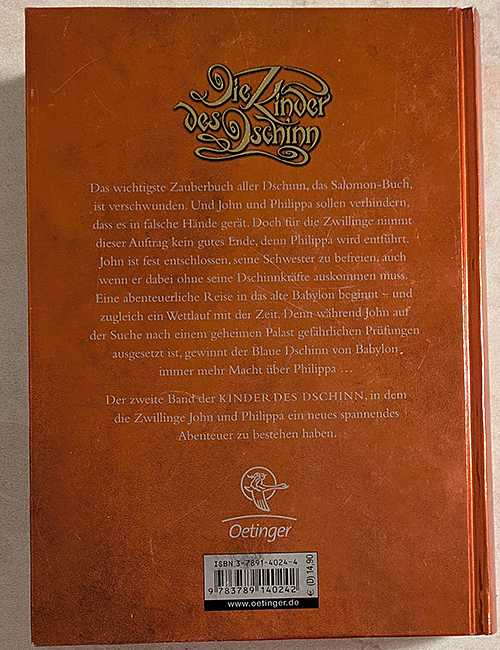 Die Kinder
des Dschinn
Das wichtigste Zauberbuch aller Dschinn, das Salomon-Buch,
ist verschwunden. Und John und Philippa sollen verhindern,
dass es in falsche Hände gerät. Doch für die Zwillinge nimmt
dieser Auftrag kein gutes Ende, denn Philippa wird entführt.
John ist fest entschlossen, seine Schwester zu befreien, auch
wenn er dabei ohne seine Dschinnkräfte auskommen muss.
Eine abenteuerliche Reise in das alte Babylon beginnt – und
zugleich ein Wettlauf mit der Zeit. Denn während John auf
der Suche nach einem geheimen Palast gefährlichen Prüfungen
ausgesetzt ist, gewinnt der Blaue Dschinn von Babylon
immer mehr Macht über Philippa …
Der zweite Band der KINDER DES DSCHINN, in dem
die Zwillinge John und Philippa ein neues spannendes
Abenteuer zu bestehen haben.
Oetinger
ISBN 3-7891-4024-4
9 783789 140242
€ (D) 14,90
www.oetinger.de